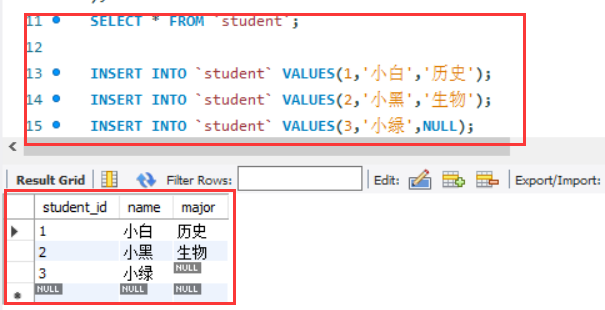 11 SELECT * FROM `student`;
12
13 INSERT INTO `student` VALUES(1,'小白','历史');
14 INSERT INTO `student` VALUES(2,'小黑','生物');
15 INSERT INTO `student` VALUES(3,'小绿',NULL);
Result Grid Filter Rows: Edit: Export/Import:
student_id name major
1 小白 历史
2 小黑 生物
3 小绿 NULL
NULL NULL NULL